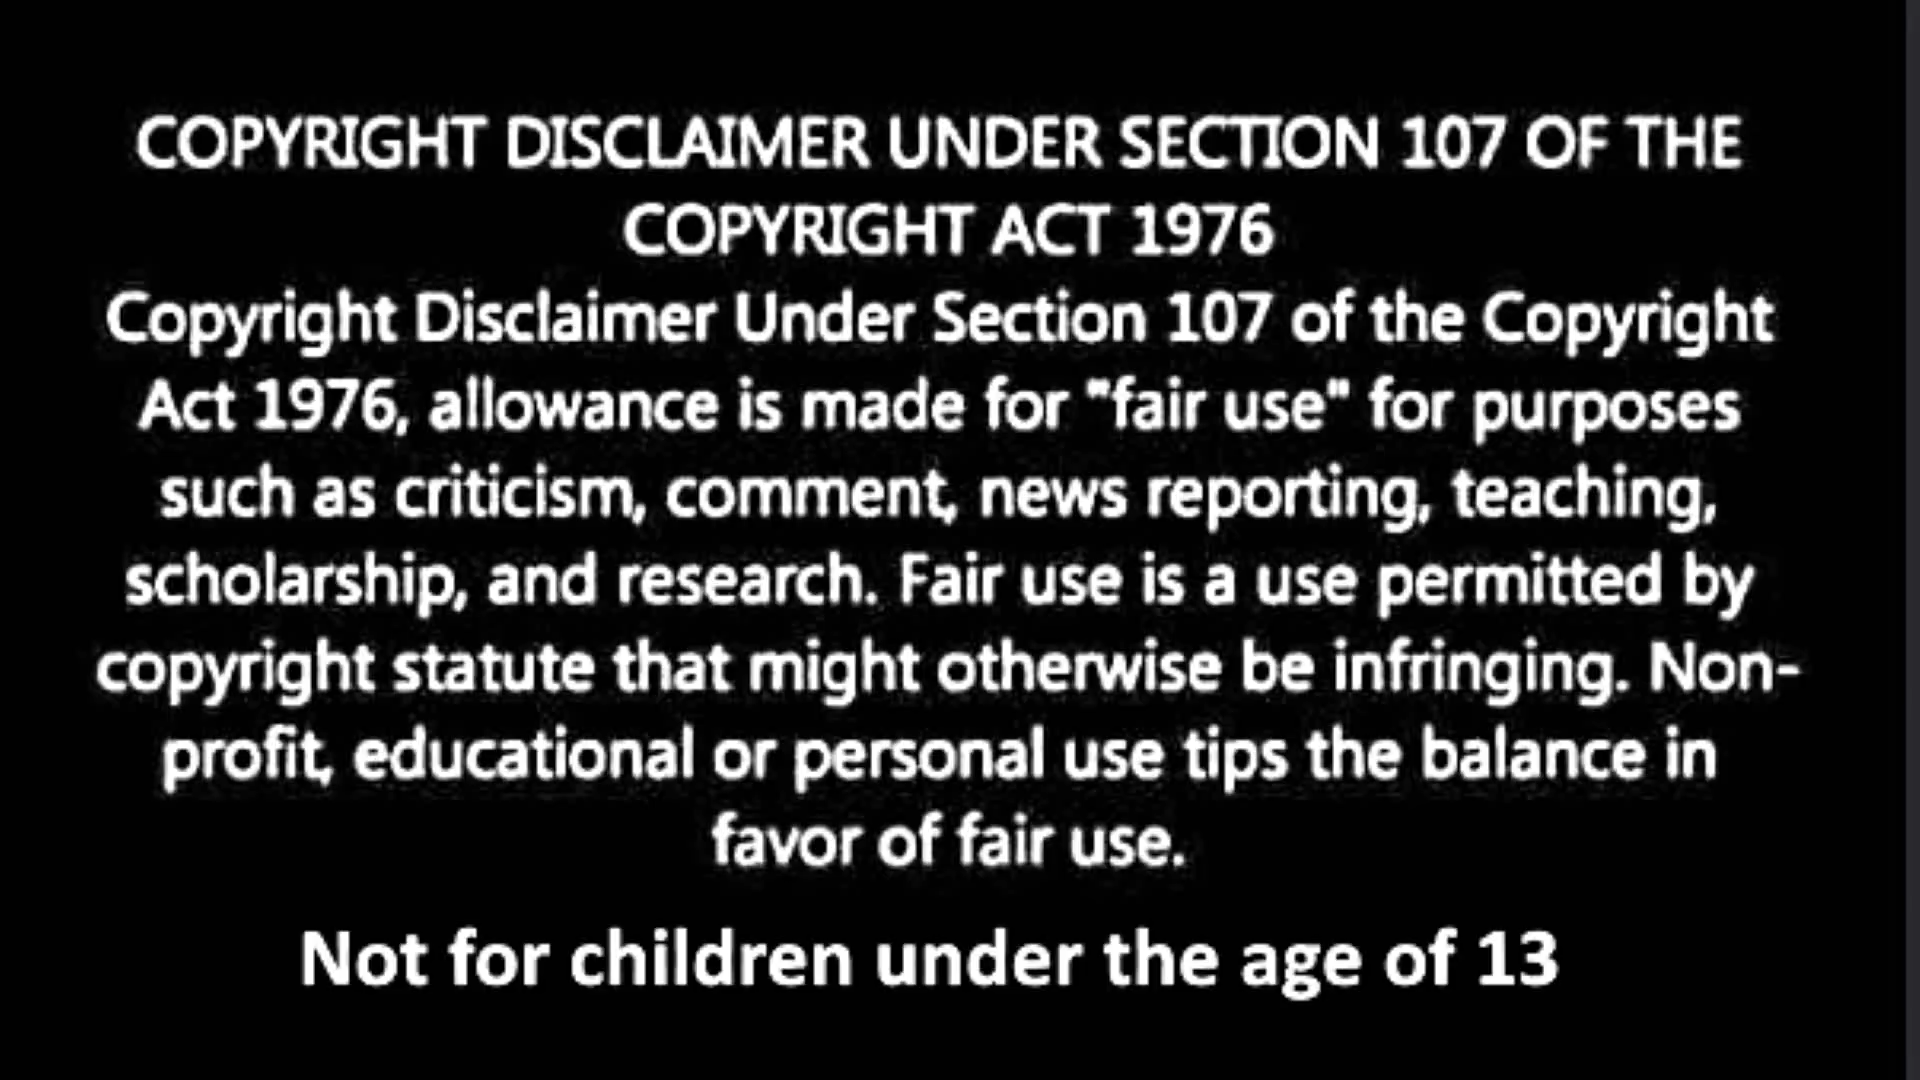 COPYRIGHT DISCLAIMER UNDER SECTION 107 OF THE
COPYRIGHT ACT 1976
Copyright Disclaimer Under Section 107 of the Copyright
Act 1976, allowance is made for "fair use" for purposes
such as criticism, comment, news reporting, teaching,
scholarship, and research. Fair use is a use permitted by
copyright statute that might otherwise be infringing. Non-
profit, educational or personal use tips the balance in
favor of fair use.
Not for children under the age of 13